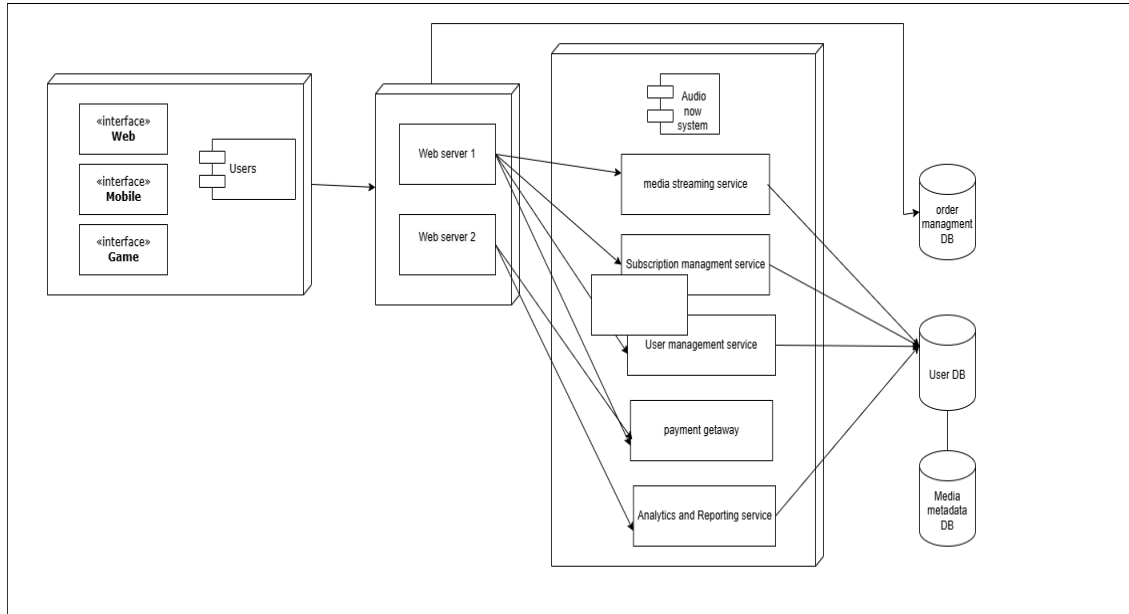 «interface»
Web
«interface»
Mobile
«interface»
Game
Users
Web server 1
Web server 2
Audio
now
system
media streaming service
Subscription managment service
User management service
payment getaway
Analytics and Reporting service
order
managment
DB
User DB
Media
metadata
DB